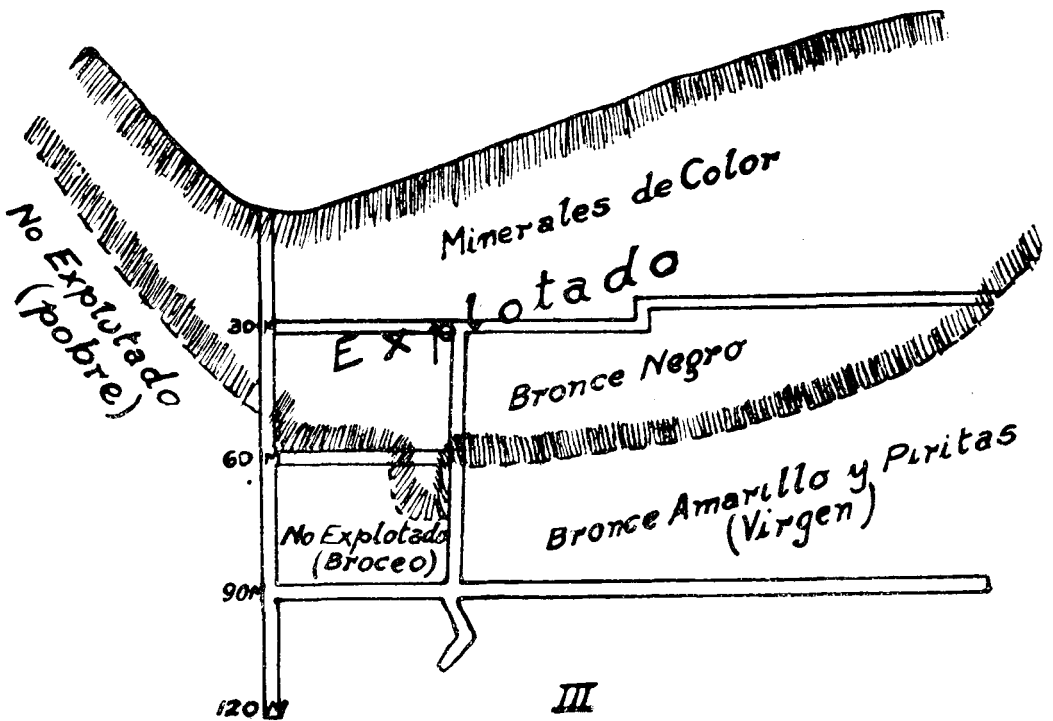 Minerales de Color
No Explotado
(pobre)
30M
Explotado
Bronce Negro
60M
Bronce Amarillo y Piritas
(Virgen)
No Explotado
(Broceo)
90M
120M
III